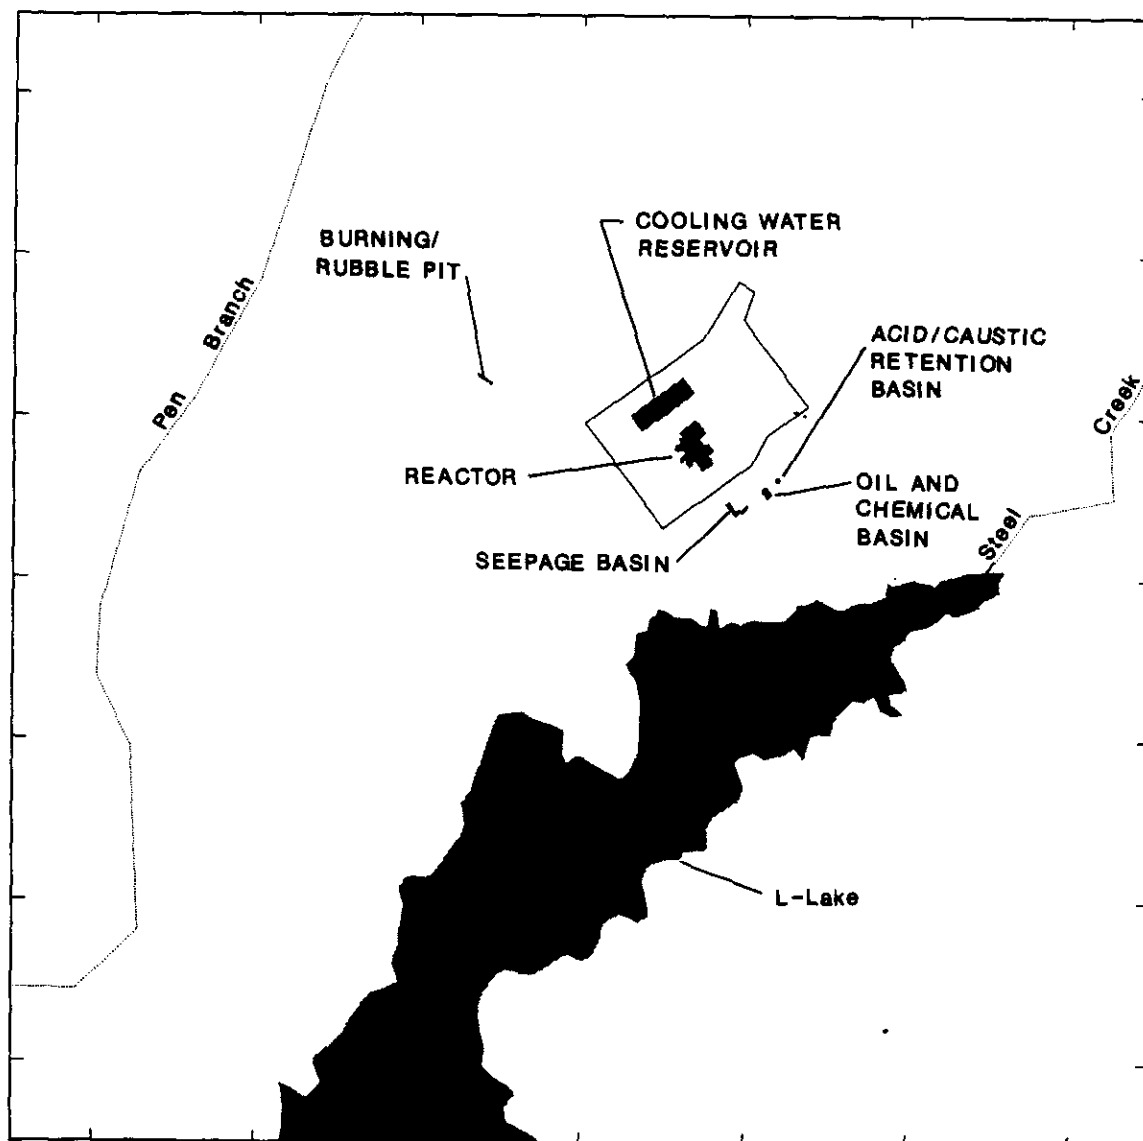 COOLING WATER
RESERVOIR
BURNING/
RUBBLE PIT
Pen Branch
ACID/CAUSTIC
RETENTION
BASIN
Steel Creek
REACTOR
OIL AND
CHEMICAL
BASIN
SEEPAGE BASIN
L-Lake